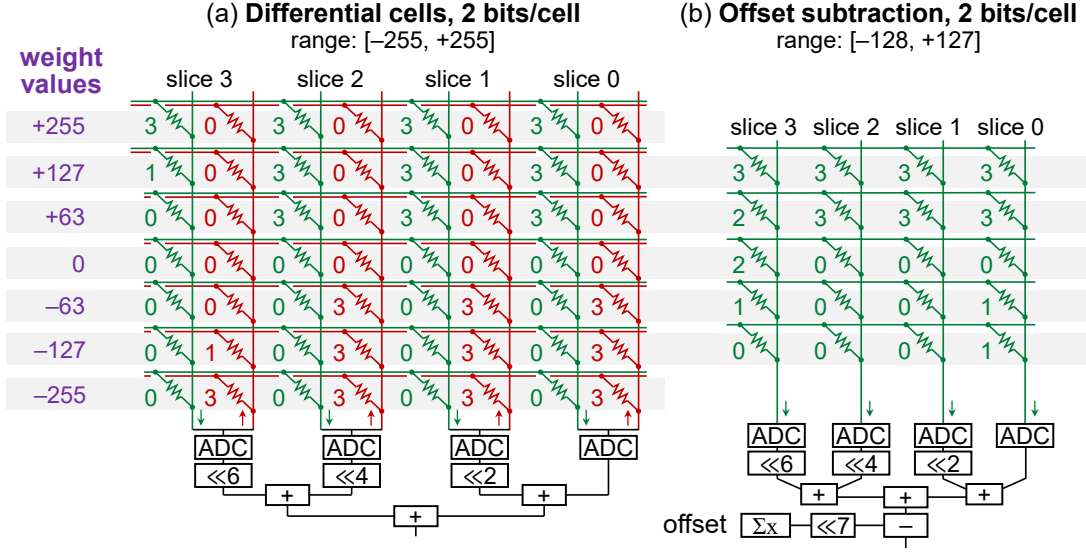 (a) Differential cells, 2 bits/cell
range: [–255, +255]
weight values
slice 3 slice 2 slice 1 slice 0
+255 3 0 3 0 3 0 3 0
+127 1 0 3 0 3 0 3 0
+63 0 0 3 0 3 0 3 0
0 0 0 0 0 0 0 0 0
–63 0 0 0 3 0 3 0 3
–127 0 1 0 3 0 3 0 3
–255 0 3 0 3 0 3 0 3
ADC ADC ADC ADC
≪6 ≪4 ≪2
+ +
+
(b) Offset subtraction, 2 bits/cell
range: [–128, +127]
slice 3 slice 2 slice 1 slice 0
3 3 3 3
2 3 3 3
2 0 0 0
1 0 0 1
0 0 0 1
ADC ADC ADC ADC
≪6 ≪4 ≪2
+ + +
offset Σx ≪7 –